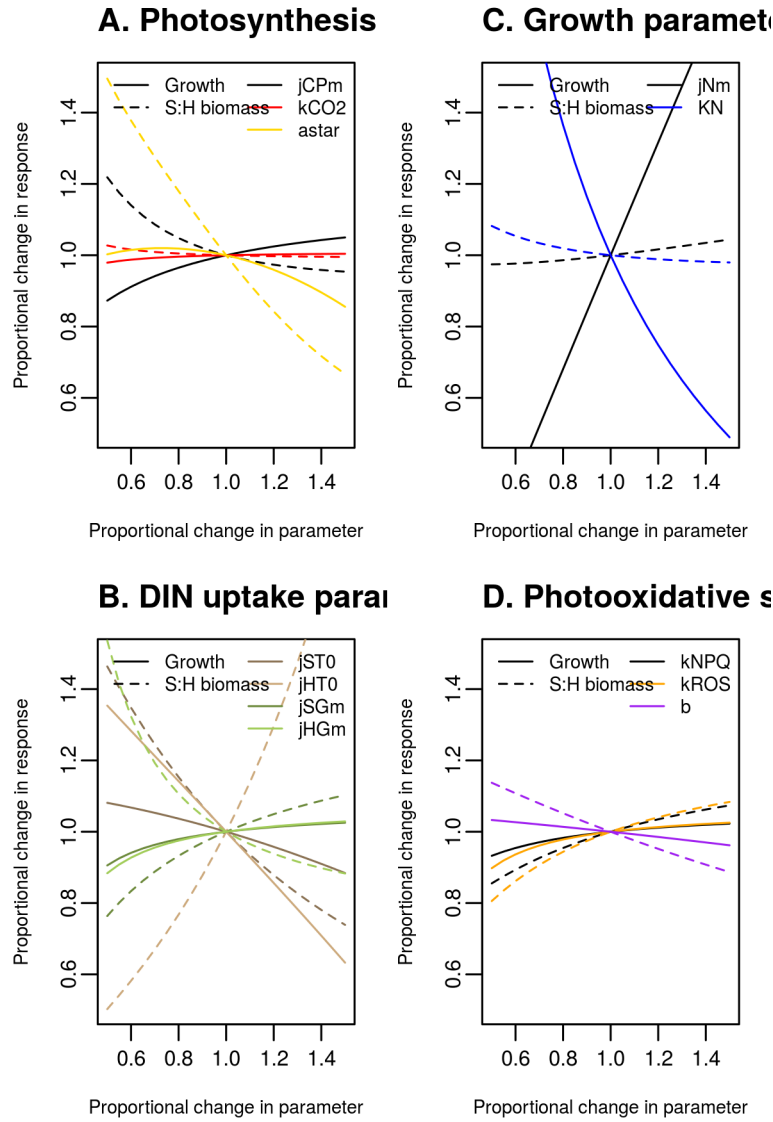 A. Photosynthesis
Growth
S:H biomass
jCPm
kCO2
astar
Proportional change in response
0.6 0.8 1.0 1.2 1.4
0.6 0.8 1.0 1.2 1.4
Proportional change in parameter
C. Growth paramete
Growth
S:H biomass
jNm
KN
Proportional change in response
0.6 0.8 1.0 1.2 1.4
0.6 0.8 1.0 1.2 1.4
Proportional change in parameter
B. DIN uptake parar
Growth
S:H biomass
jST0
jHT0
jSGm
jHGm
Proportional change in response
0.6 0.8 1.0 1.2 1.4
0.6 0.8 1.0 1.2 1.4
Proportional change in parameter
D. Photooxidative s
Growth
S:H biomass
kNPQ
kROS
b
Proportional change in response
0.6 0.8 1.0 1.2 1.4
0.6 0.8 1.0 1.2 1.4
Proportional change in parameter